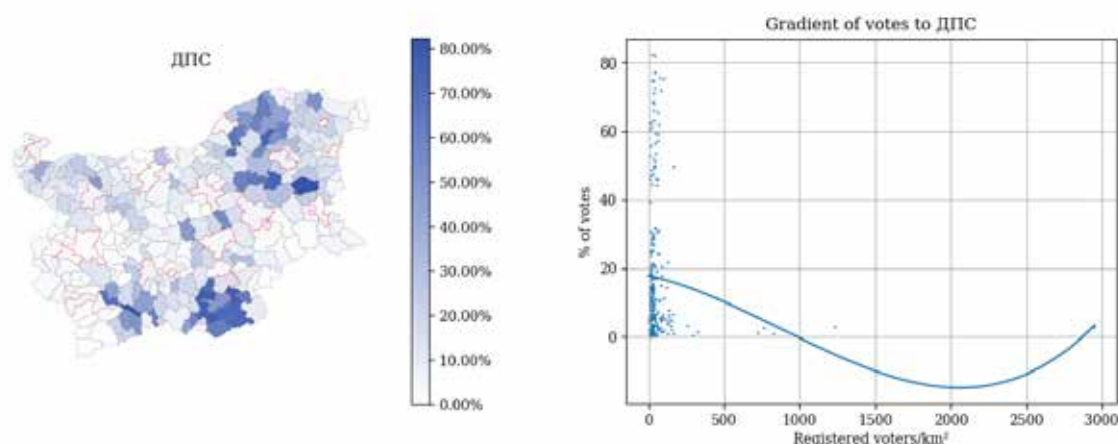 ДПС
80.00%
70.00%
60.00%
50.00%
40.00%
30.00%
20.00%
10.00%
0.00%
Gradient of votes to ДПС
% of votes
80
60
40
20
0
0 500 1000 1500 2000 2500 3000
Registered voters/km²